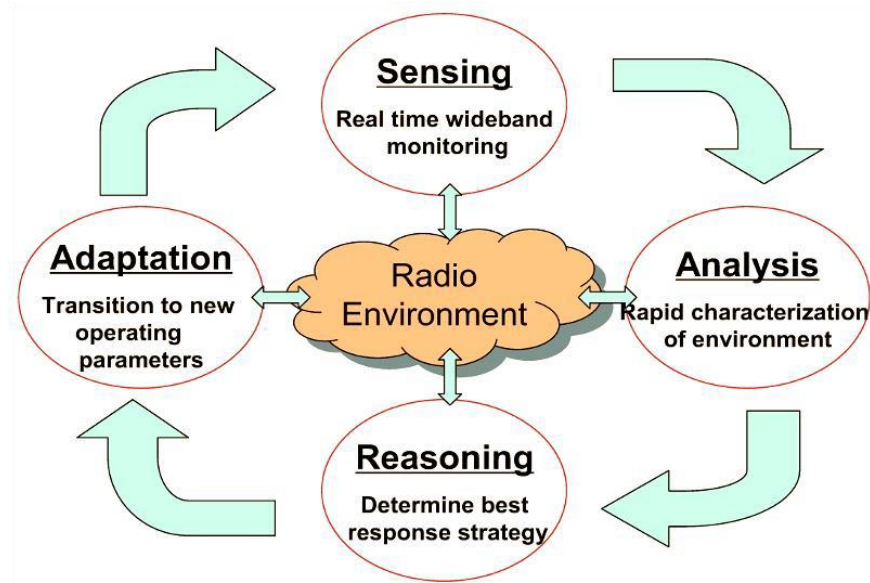 Sensing
Real time wideband
monitoring
Adaptation
Transition to new
operating
parameters
Radio
Environment
Analysis
Rapid characterization
of environment
Reasoning
Determine best
response strategy